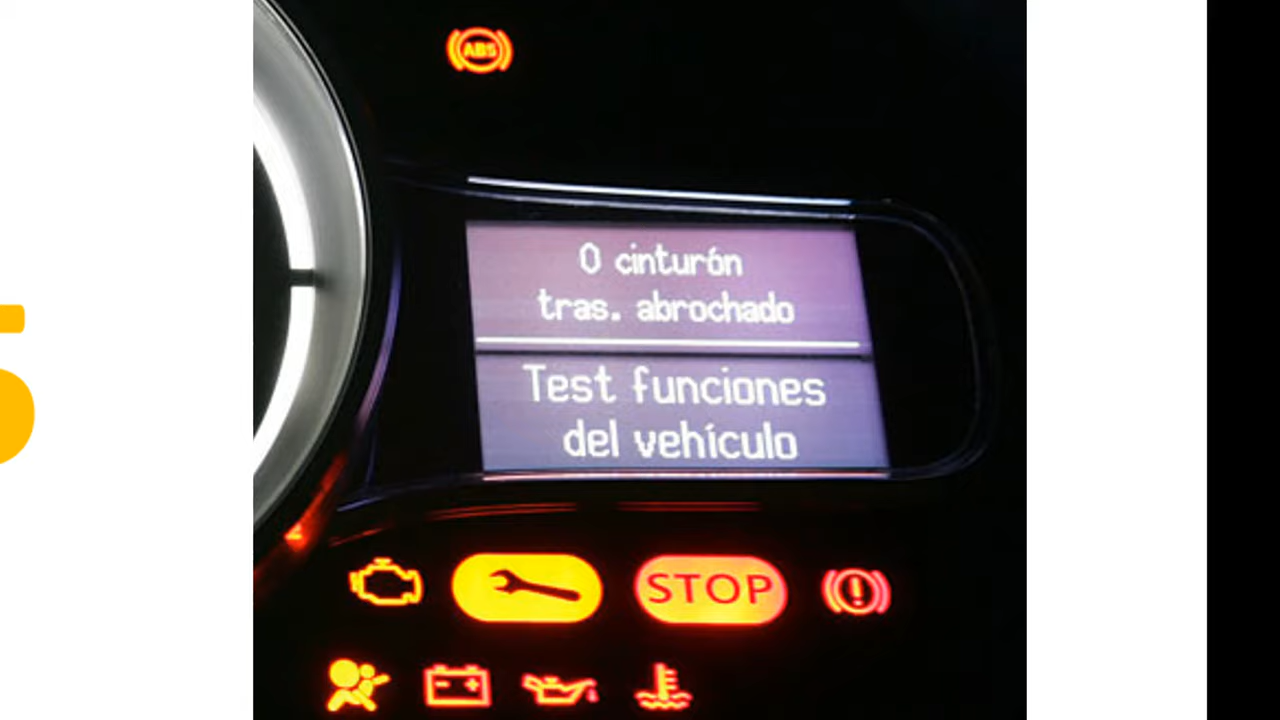 ABS
0 cinturón
tras. abrochado
Test funciones
del vehículo
STOP